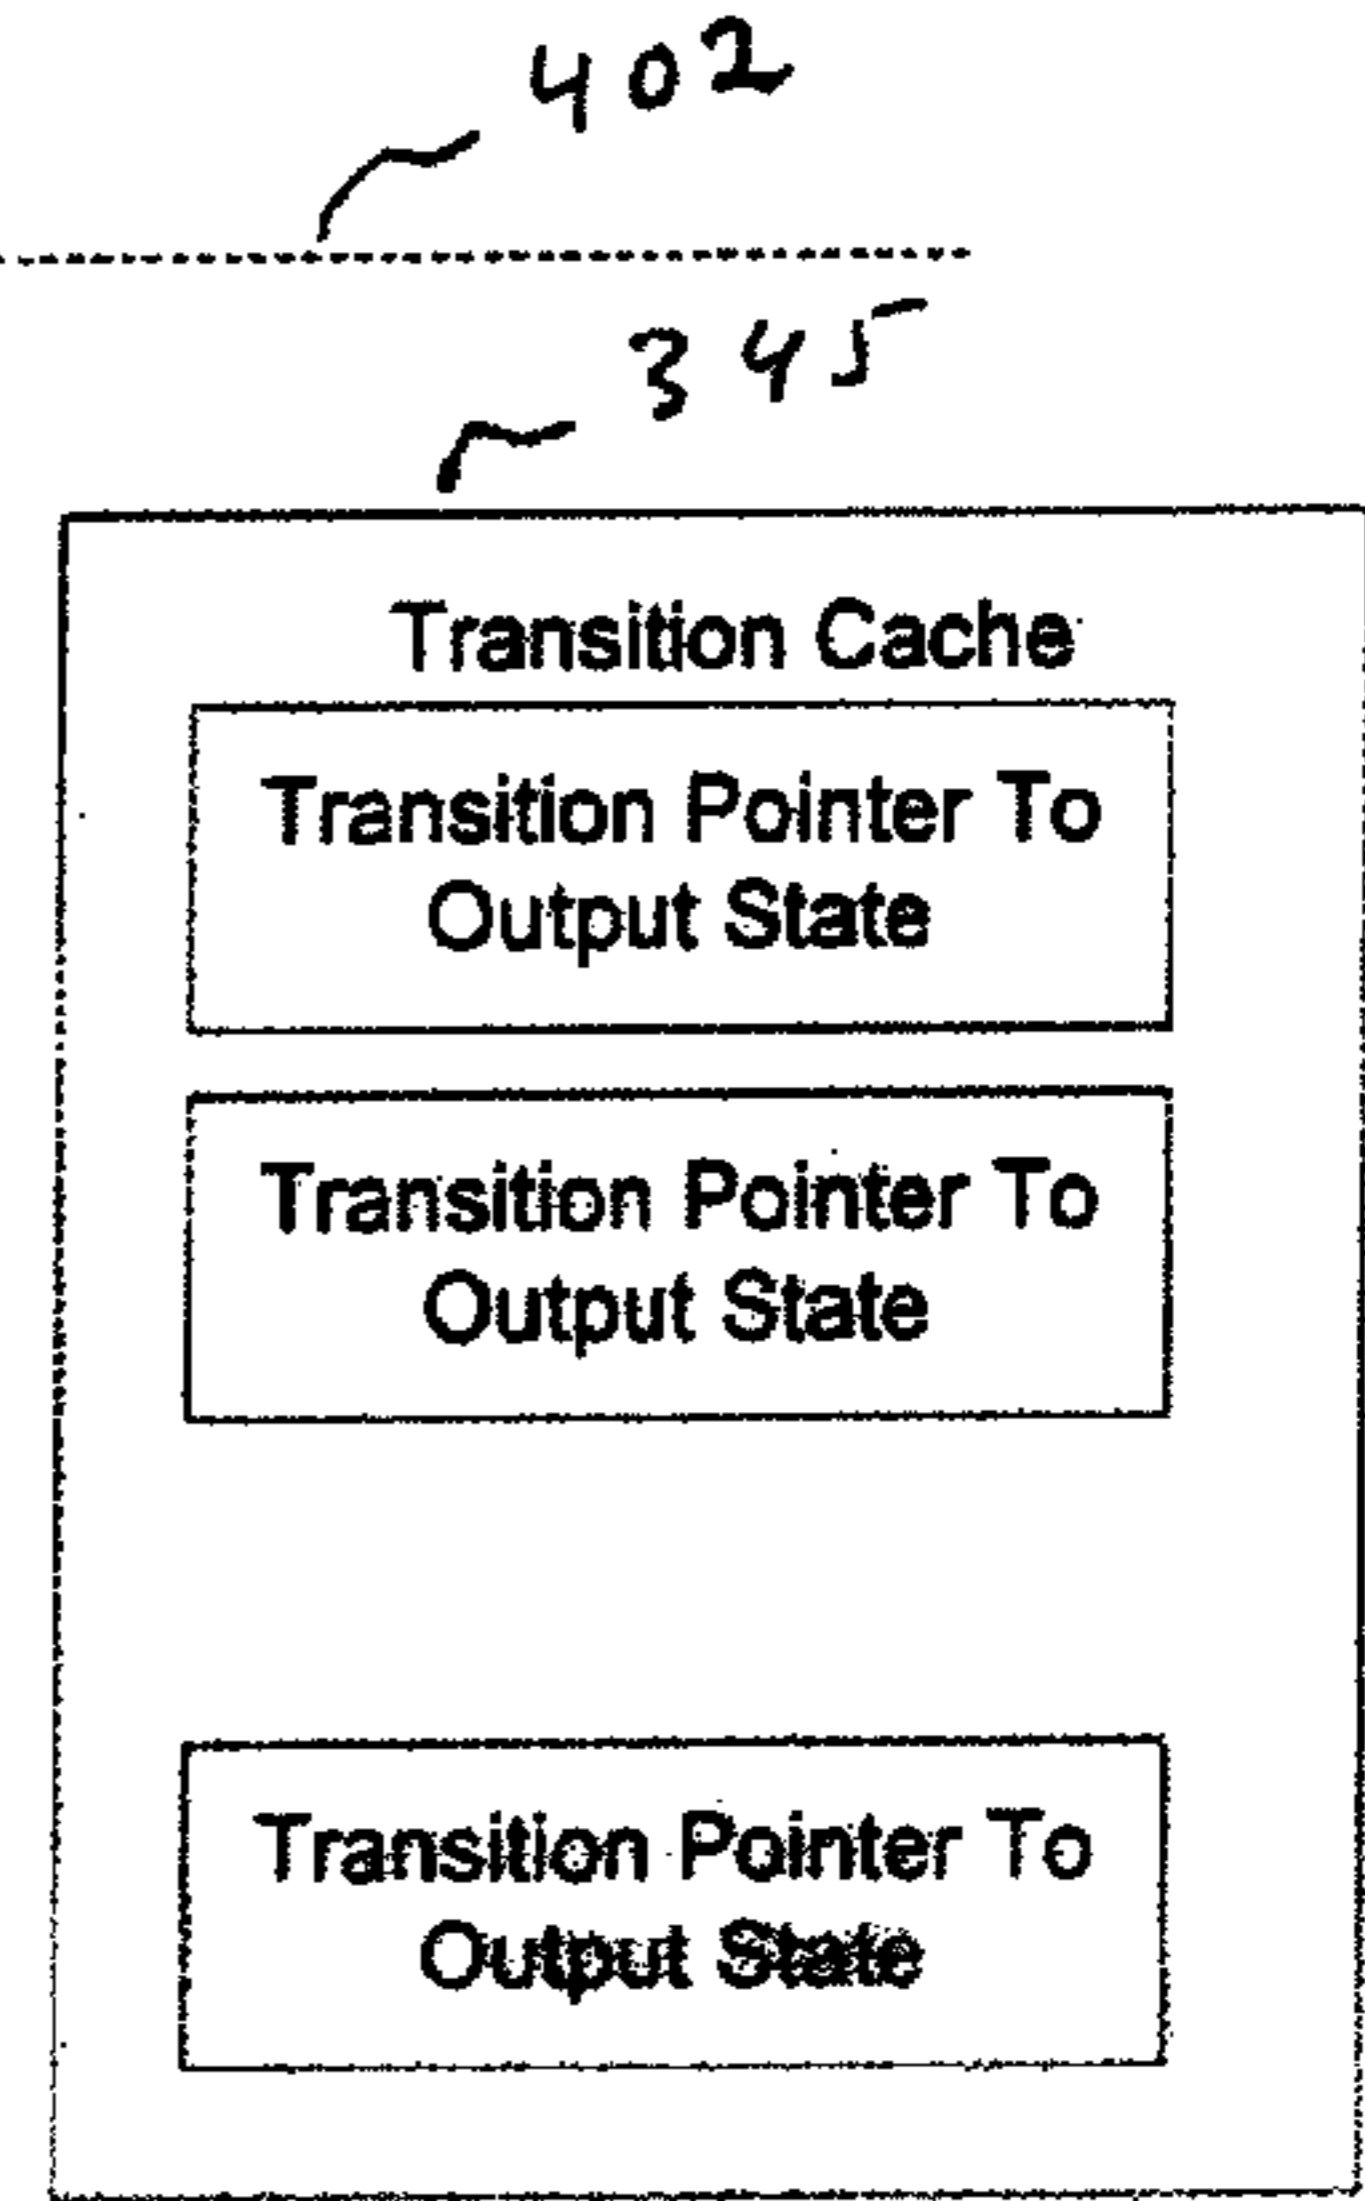 402
345
Transition Cache
Transition Pointer To
Output State
Transition Pointer To
Output State
Transition Pointer To
Output State